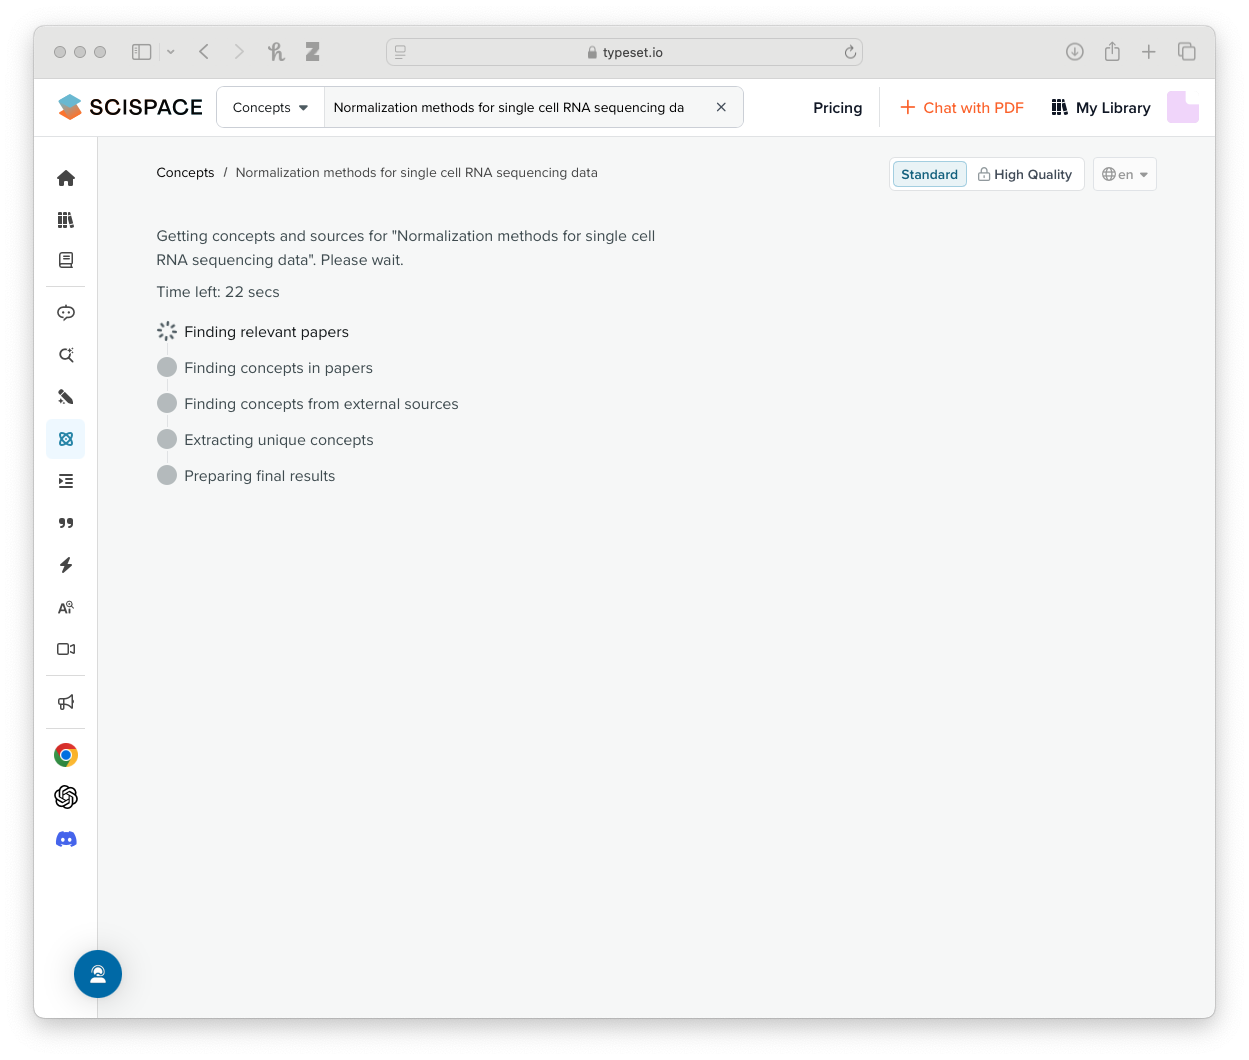 typeset.io
SCISPACE
Concepts
Normalization methods for single cell RNA sequencing da
Pricing
Chat with PDF
My Library
Concepts / Normalization methods for single cell RNA sequencing data
Standard
High Quality
en
Getting concepts and sources for "Normalization methods for single cell
RNA sequencing data". Please wait.
Time left: 22 secs
Finding relevant papers
Finding concepts in papers
Finding concepts from external sources
Extracting unique concepts
Preparing final results